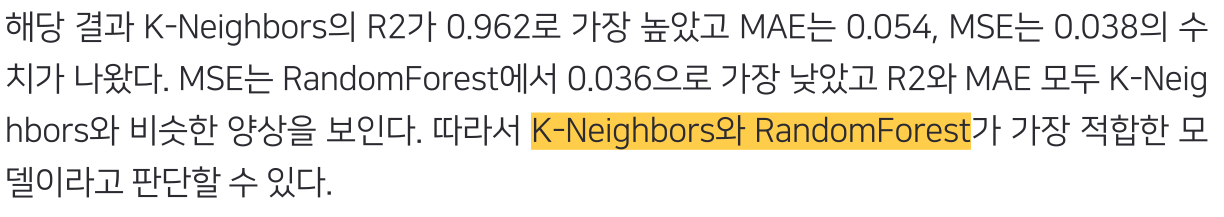 해당 결과 K-Neighbors의 R2가 0.962로 가장 높았고 MAE는 0.054, MSE는 0.038의 수
치가 나왔다. MSE는 RandomForest에서 0.036으로 가장 낮았고 R2와 MAE 모두 K-Neig
hbors와 비슷한 양상을 보인다. 따라서 K-Neighbors와 RandomForest가 가장 적합한 모
델이라고 판단할 수 있다.